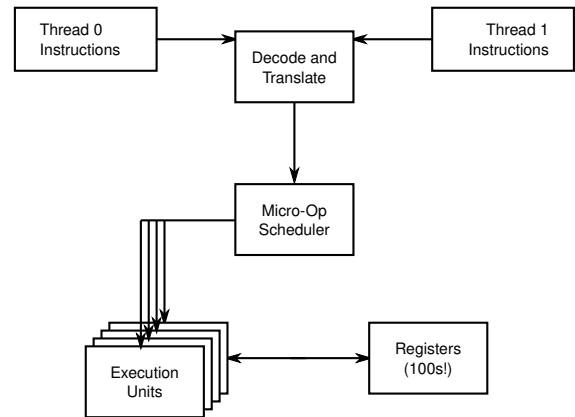 Thread 0
Instructions
Thread 1
Instructions
Decode and
Translate
Micro-Op
Scheduler
Execution
Units
Registers
(100s!)